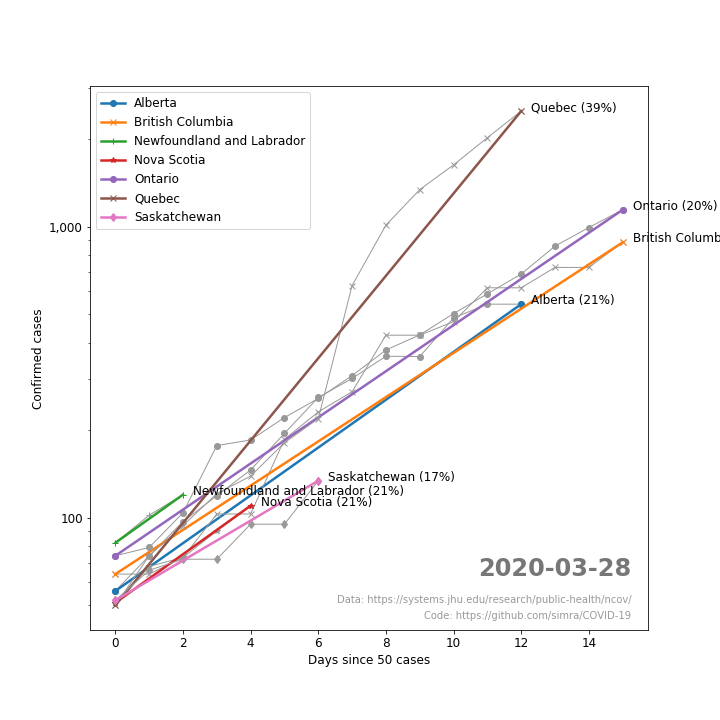 Alberta
British Columbia
Newfoundland and Labrador
Nova Scotia
Ontario
Quebec
Saskatchewan
Quebec (39%)
Ontario (20%)
British Columb
Alberta (21%)
Saskatchewan (17%)
Newfoundland and Labrador (21%)
Nova Scotia (21%)
1,000
100
Confirmed cases
2020-03-28
Data: https://systems.jhu.edu/research/public-health/ncov/
Code: https://github.com/simra/COVID-19
0 2 4 6 8 10 12 14
Days since 50 cases